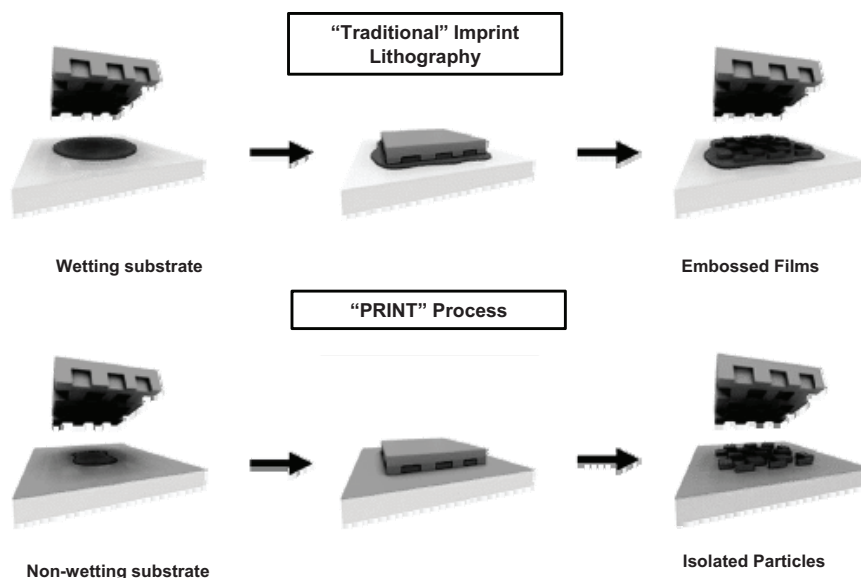 “Traditional” Imprint
Lithography
Wetting substrate
Embossed Films
“PRINT” Process
Non-wetting substrate
Isolated Particles